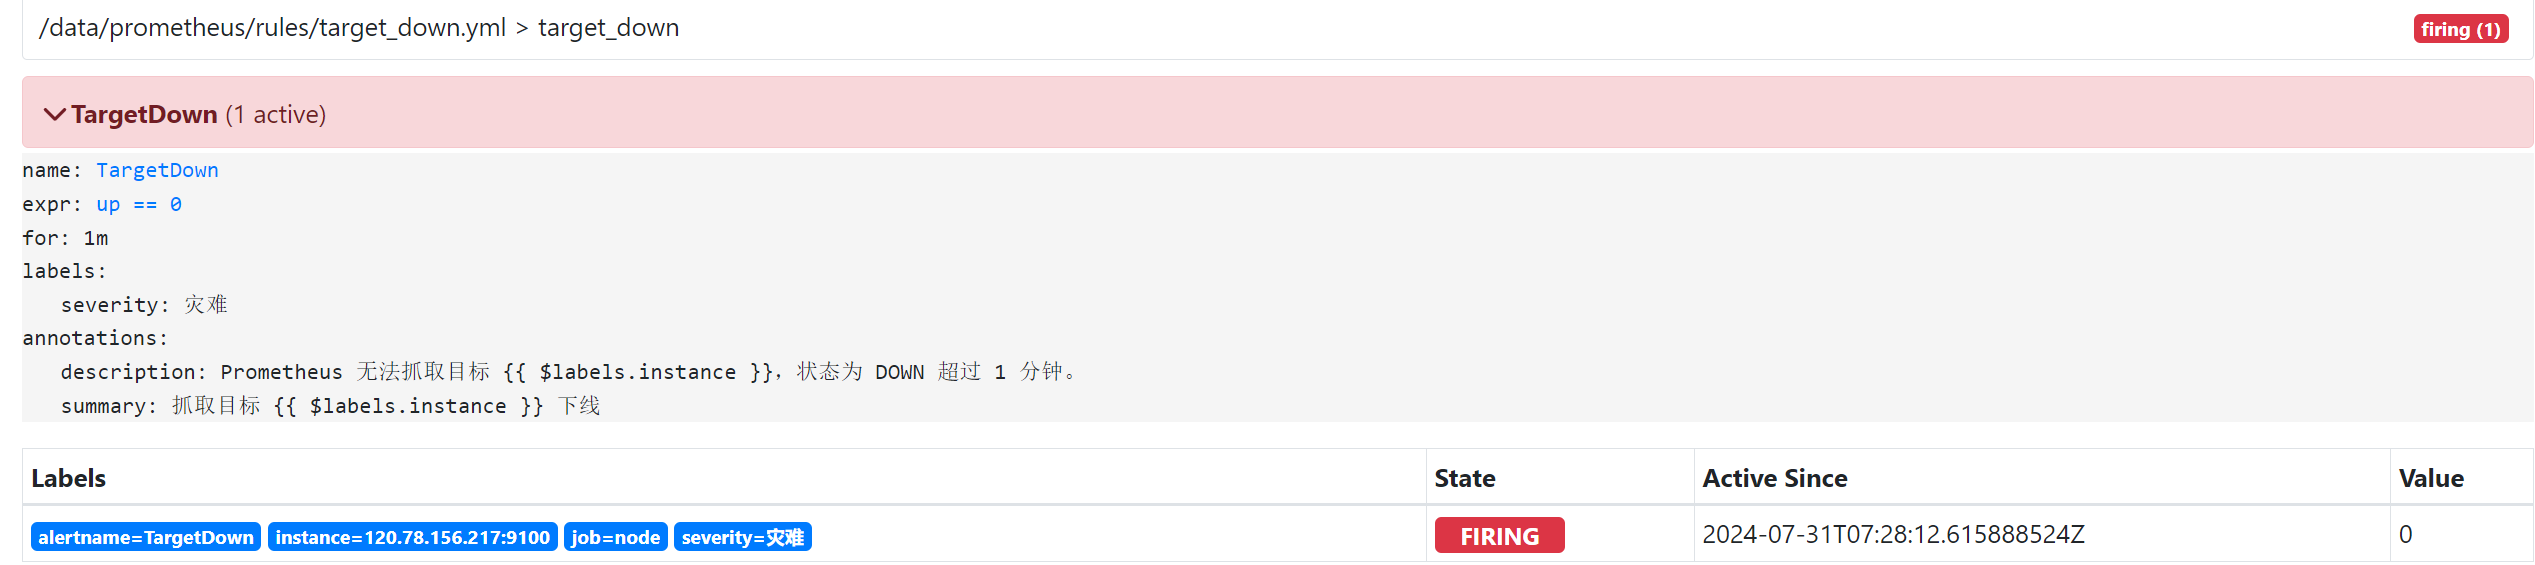 /data/prometheus/rules/target_down.yml > target_down firing (1)
TargetDown (1 active)
name: TargetDown
expr: up == 0
for: 1m
labels:
severity: 灾难
annotations:
description: Prometheus 无法抓取目标 {{ $labels.instance }}，状态为 DOWN 超过 1 分钟。
summary: 抓取目标 {{ $labels.instance }} 下线
Labels State Active Since Value
alertname=TargetDown instance=120.78.156.217:9100 job=node severity=灾难 FIRING 2024-07-31T07:28:12.615888524Z 0